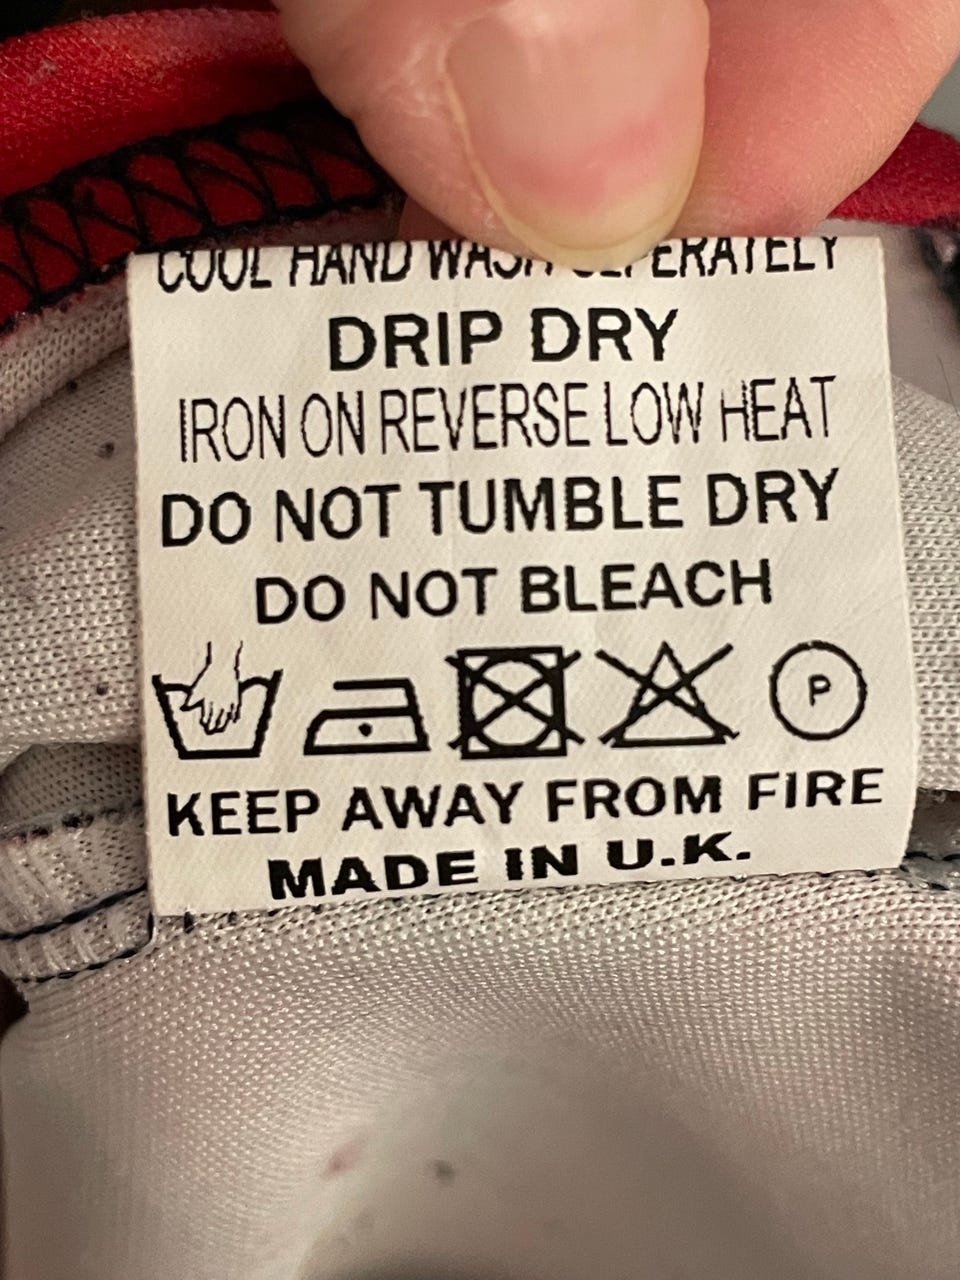 COOL HAND WASH SEPERATELY
DRIP DRY
IRON ON REVERSE LOW HEAT
DO NOT TUMBLE DRY
DO NOT BLEACH
P
KEEP AWAY FROM FIRE
MADE IN U.K.